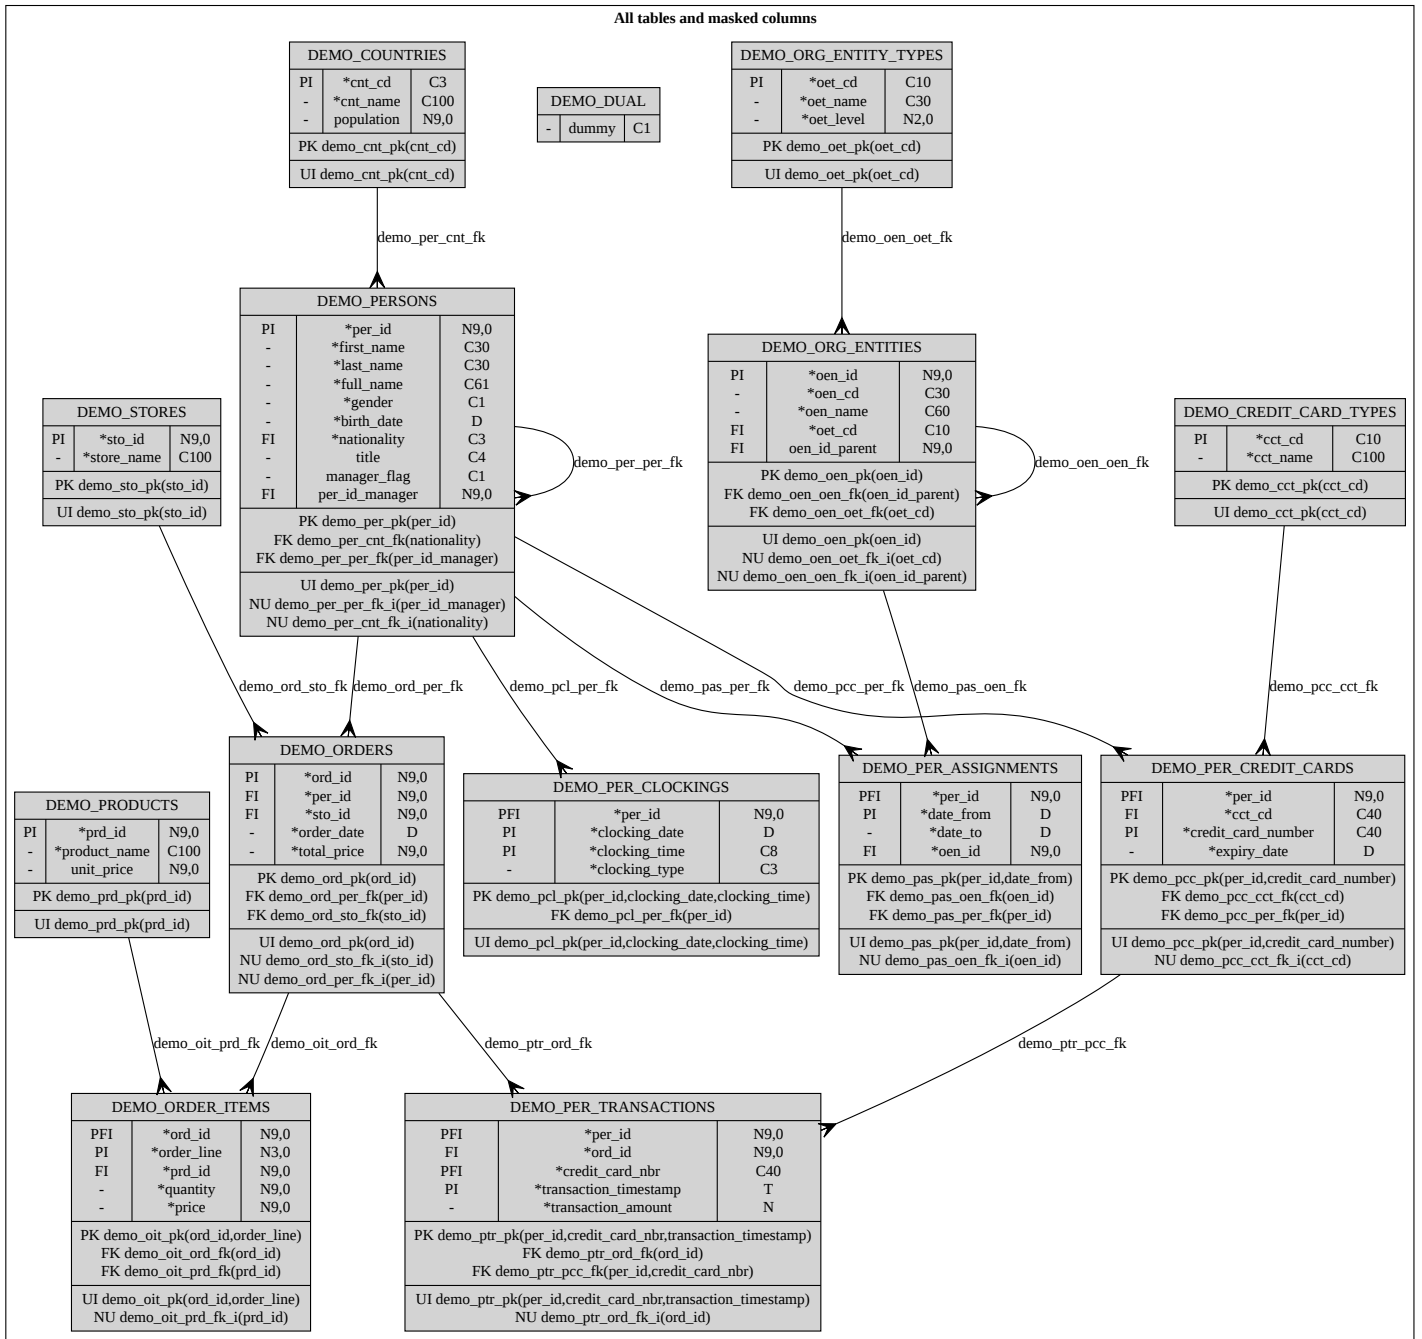 All tables and masked columns
DEMO_COUNTRIES
PI *cnt_cd C3
- *cnt_name C100
- population N9,0
PK demo_cnt_pk(cnt_cd)
UI demo_cnt_pk(cnt_cd)
DEMO_DUAL
- dummy C1
DEMO_ORG_ENTITY_TYPES
PI *oet_cd C10
- *oet_name C30
- *oet_level N2,0
PK demo_oet_pk(oet_cd)
UI demo_oet_pk(oet_cd)
demo_per_cnt_fk
demo_oen_oet_fk
DEMO_PERSONS
PI *per_id N9,0
- *first_name C30
- *last_name C30
- *full_name C61
- *gender C1
- *birth_date D
FI *nationality C3
- title C4
- manager_flag C1
FI per_id_manager N9,0
PK demo_per_pk(per_id)
FK demo_per_cnt_fk(nationality)
FK demo_per_per_fk(per_id_manager)
UI demo_per_pk(per_id)
NU demo_per_per_fk_i(per_id_manager)
NU demo_per_cnt_fk_i(nationality)
demo_per_per_fk
DEMO_ORG_ENTITIES
PI *oen_id N9,0
- *oen_cd C30
- *oen_name C60
FI *oet_cd C10
FI oen_id_parent N9,0
PK demo_oen_pk(oen_id)
FK demo_oen_oen_fk(oen_id_parent)
FK demo_oen_oet_fk(oet_cd)
UI demo_oen_pk(oen_id)
NU demo_oen_oet_fk_i(oet_cd)
NU demo_oen_oen_fk_i(oen_id_parent)
demo_oen_oen_fk
DEMO_STORES
PI *sto_id N9,0
- *store_name C100
PK demo_sto_pk(sto_id)
UI demo_sto_pk(sto_id)
DEMO_CREDIT_CARD_TYPES
PI *cct_cd C10
- *cct_name C100
PK demo_cct_pk(cct_cd)
UI demo_cct_pk(cct_cd)
demo_ord_sto_fk
demo_ord_per_fk
demo_pcl_per_fk
demo_pas_per_fk
demo_pcc_per_fk
demo_pas_oen_fk
demo_pcc_cct_fk
DEMO_ORDERS
PI *ord_id N9,0
FI *per_id N9,0
FI *sto_id N9,0
- *order_date D
- *total_price N9,0
PK demo_ord_pk(ord_id)
FK demo_ord_per_fk(per_id)
FK demo_ord_sto_fk(sto_id)
UI demo_ord_pk(ord_id)
NU demo_ord_sto_fk_i(sto_id)
NU demo_ord_per_fk_i(per_id)
DEMO_PER_CLOCKINGS
PFI *per_id N9,0
PI *clocking_date D
PI *clocking_time C8
- *clocking_type C3
PK demo_pcl_pk(per_id,clocking_date,clocking_time)
FK demo_pcl_per_fk(per_id)
UI demo_pcl_pk(per_id,clocking_date,clocking_time)
DEMO_PER_ASSIGNMENTS
PFI *per_id N9,0
PI *date_from D
- *date_to D
FI *oen_id N9,0
PK demo_pas_pk(per_id,date_from)
FK demo_pas_oen_fk(oen_id)
FK demo_pas_per_fk(per_id)
UI demo_pas_pk(per_id,date_from)
NU demo_pas_oen_fk_i(oen_id)
DEMO_PER_CREDIT_CARDS
PFI *per_id N9,0
FI *cct_cd C40
PI *credit_card_number C40
- *expiry_date D
PK demo_pcc_pk(per_id,credit_card_number)
FK demo_pcc_cct_fk(cct_cd)
FK demo_pcc_per_fk(per_id)
UI demo_pcc_pk(per_id,credit_card_number)
NU demo_pcc_cct_fk_i(cct_cd)
DEMO_PRODUCTS
PI *prd_id N9,0
- *product_name C100
- unit_price N9,0
PK demo_prd_pk(prd_id)
UI demo_prd_pk(prd_id)
demo_oit_prd_fk
demo_oit_ord_fk
demo_ptr_ord_fk
demo_ptr_pcc_fk
DEMO_ORDER_ITEMS
PFI *ord_id N9,0
PI *order_line N3,0
FI *prd_id N9,0
- *quantity N9,0
- *price N9,0
PK demo_oit_pk(ord_id,order_line)
FK demo_oit_ord_fk(ord_id)
FK demo_oit_prd_fk(prd_id)
UI demo_oit_pk(ord_id,order_line)
NU demo_oit_prd_fk_i(prd_id)
DEMO_PER_TRANSACTIONS
PFI *per_id N9,0
FI *ord_id N9,0
PFI *credit_card_nbr C40
PI *transaction_timestamp T
- *transaction_amount N
PK demo_ptr_pk(per_id,credit_card_nbr,transaction_timestamp)
FK demo_ptr_ord_fk(ord_id)
FK demo_ptr_pcc_fk(per_id,credit_card_nbr)
UI demo_ptr_pk(per_id,credit_card_nbr,transaction_timestamp)
NU demo_ptr_ord_fk_i(ord_id)